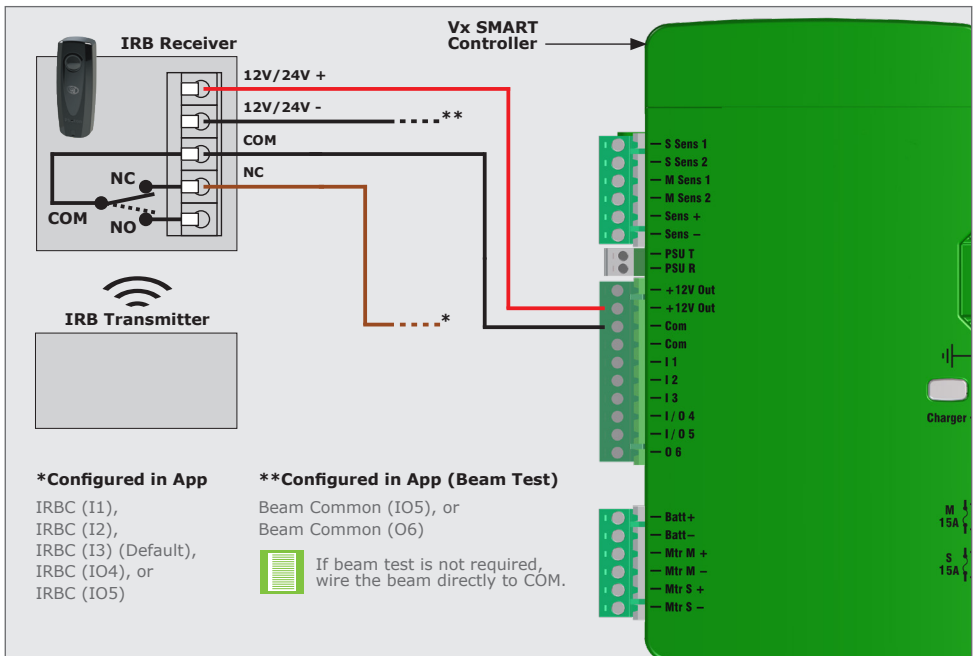 Vx SMART
Controller
IRB Receiver
12V/24V +
12V/24V -
**
COM
NC
NC
COM
NO
*
IRB Transmitter
S Sens 1
S Sens 2
M Sens 1
M Sens 2
Sens +
Sens –
PSU T
PSU R
+12V Out
+12V Out
Com
Com
I 1
I 2
I 3
I / O 4
I / O 5
O 6
Charger
Batt+
Batt–
Mtr M +
Mtr M –
Mtr S +
Mtr S –
M
15A
S
15A
*Configured in App
IRBC (I1),
IRBC (I2),
IRBC (I3) (Default),
IRBC (IO4), or
IRBC (IO5)
**Configured in App (Beam Test)
Beam Common (IO5), or
Beam Common (O6)
If beam test is not required,
wire the beam directly to COM.